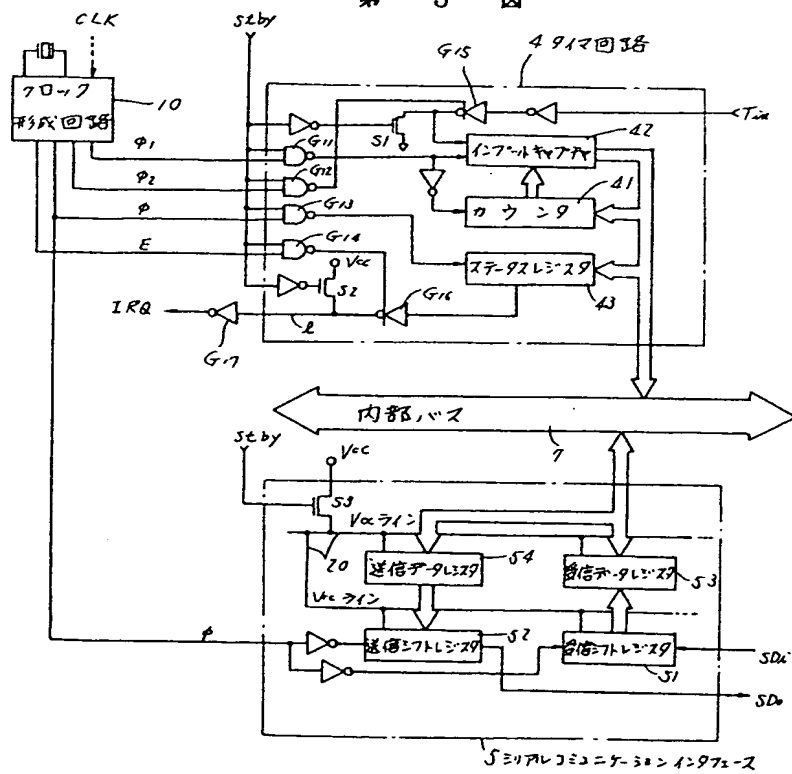 第 3 図
CLK
stby
4 タイマ回路
クロック
形成回路
10
G15
Tin
S1
42
インプットキャプチャ
G11
φ1
G12
φ2
41
カウンタ
G13
φ
G14
E
Vcc
ステータスレジスタ
S2
43
IRQ
l
G16
G17
内部バス
7
stby
Vcc
S3
Vccライン
20
送信データレジスタ
54
受信データレジスタ
53
Vccライン
φ
送信シフトレジスタ
52
受信シフトレジスタ
51
SDi
SDo
5 シリアルコミュニケーションインタフェース